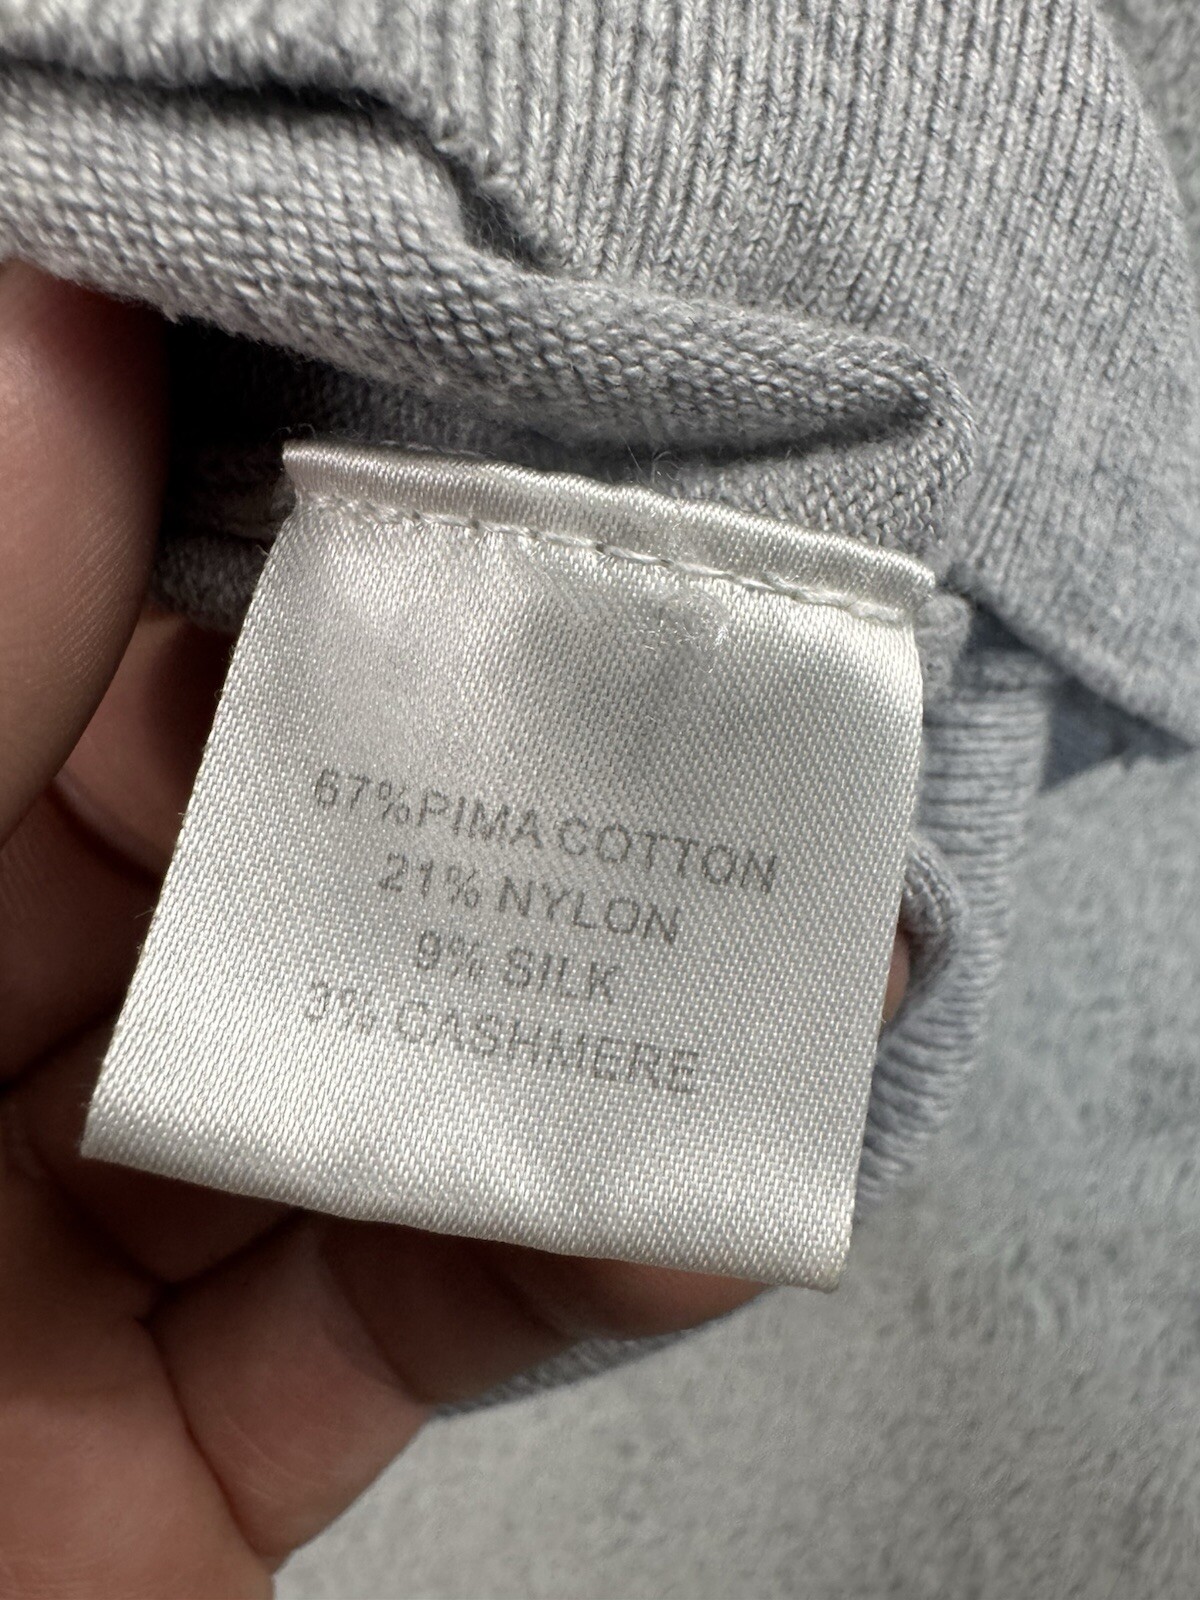 67%PIMA COTTON
21% NYLON
9% SILK
3% CASHMERE